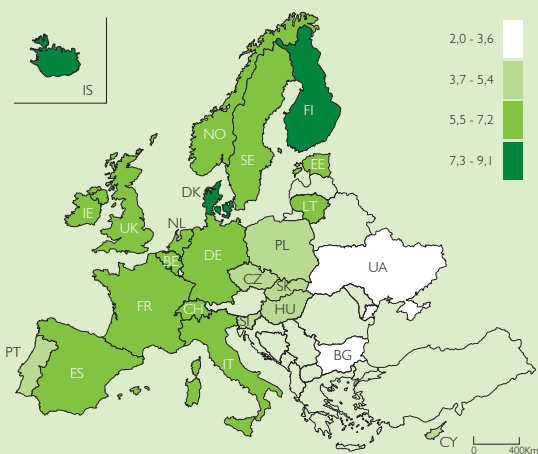 2,0 - 3,6
3,7 - 5,4
5,5 - 7,2
7,3 - 9,1
IS
FI
NO
SE
EE
DK
LT
IE
NL
UK
PL
BE
DE
UA
CZ
SK
FR
CH
HU
SI
PT
BG
IT
ES
CY
0 400Km